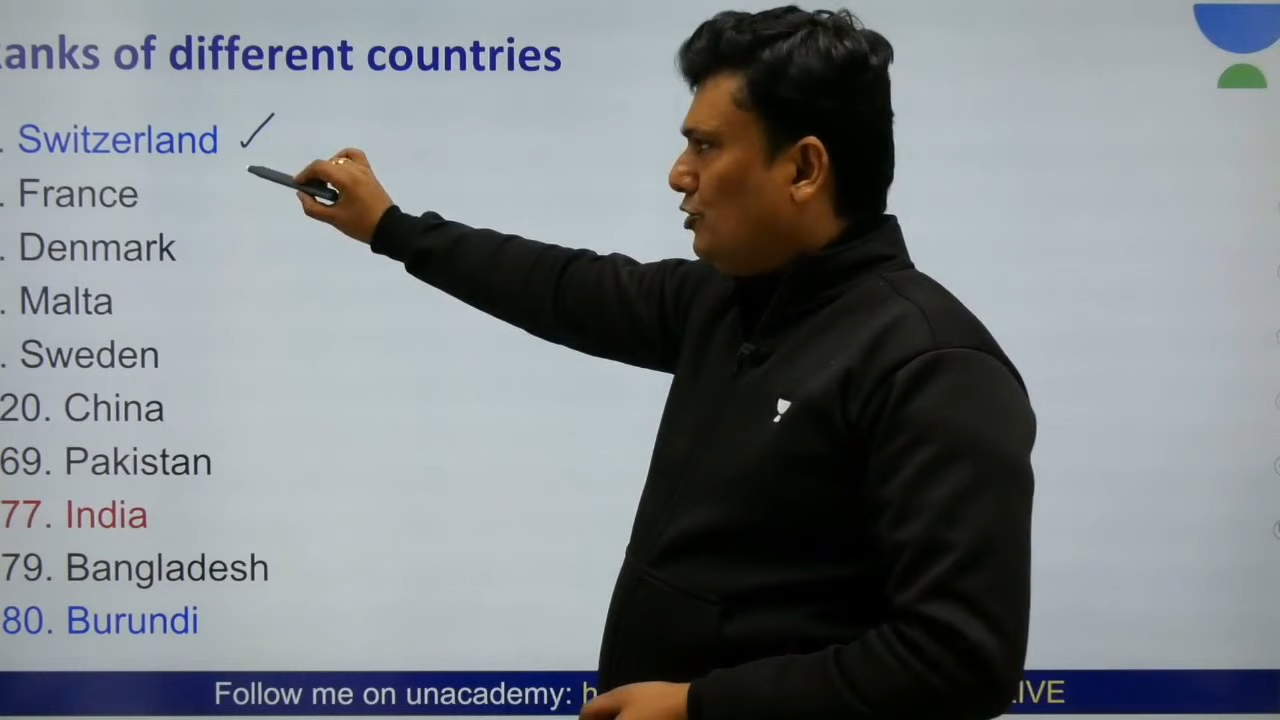 anks of different countries
. Switzerland
. France
. Denmark
. Malta
. Sweden
20. China
69. Pakistan
77. India
79. Bangladesh
80. Burundi
Follow me on unacademy: h
LIVE